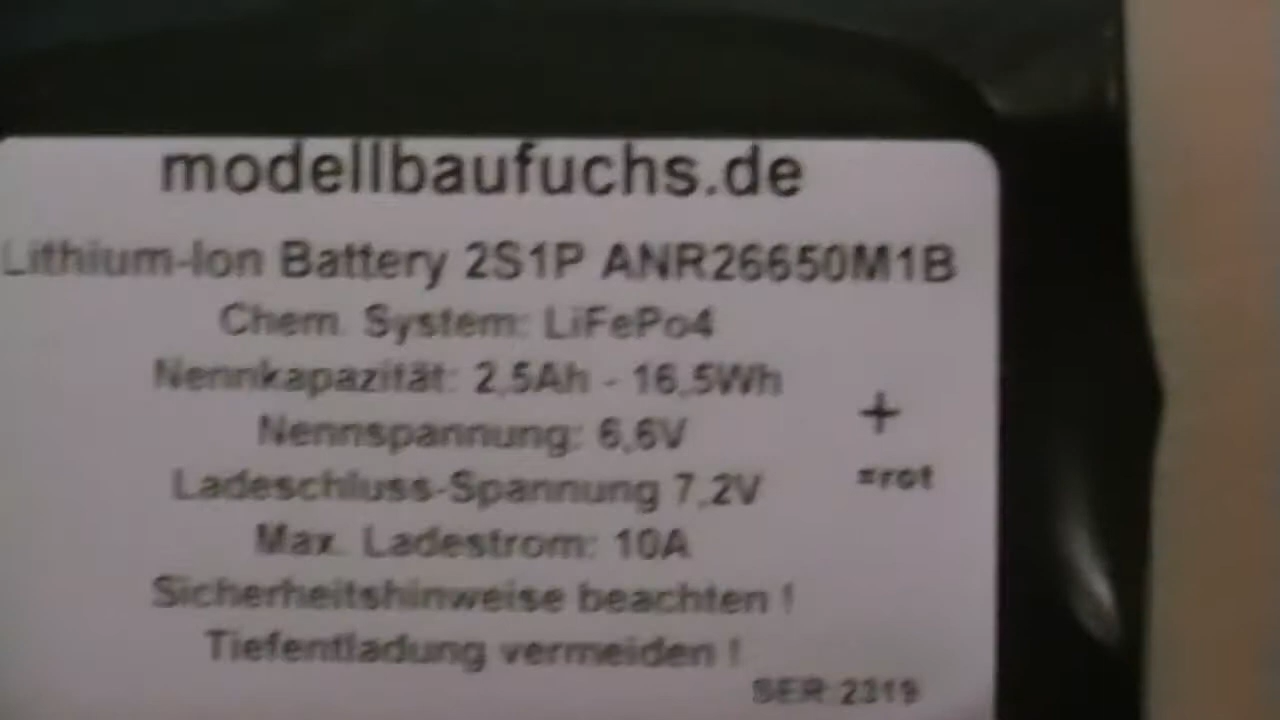 modellbaufuchs.de
Lithium-Ion Battery 2S1P ANR26650M1B
Chem. System: LiFePo4
Nennkapazität: 2,5Ah - 16,5Wh
Nennspannung: 6,6V
+
Ladeschluss-Spannung 7,2V
=rot
Max. Ladestrom: 10A
Sicherheitshinweise beachten !
Tiefentladung vermeiden !
SER:2319